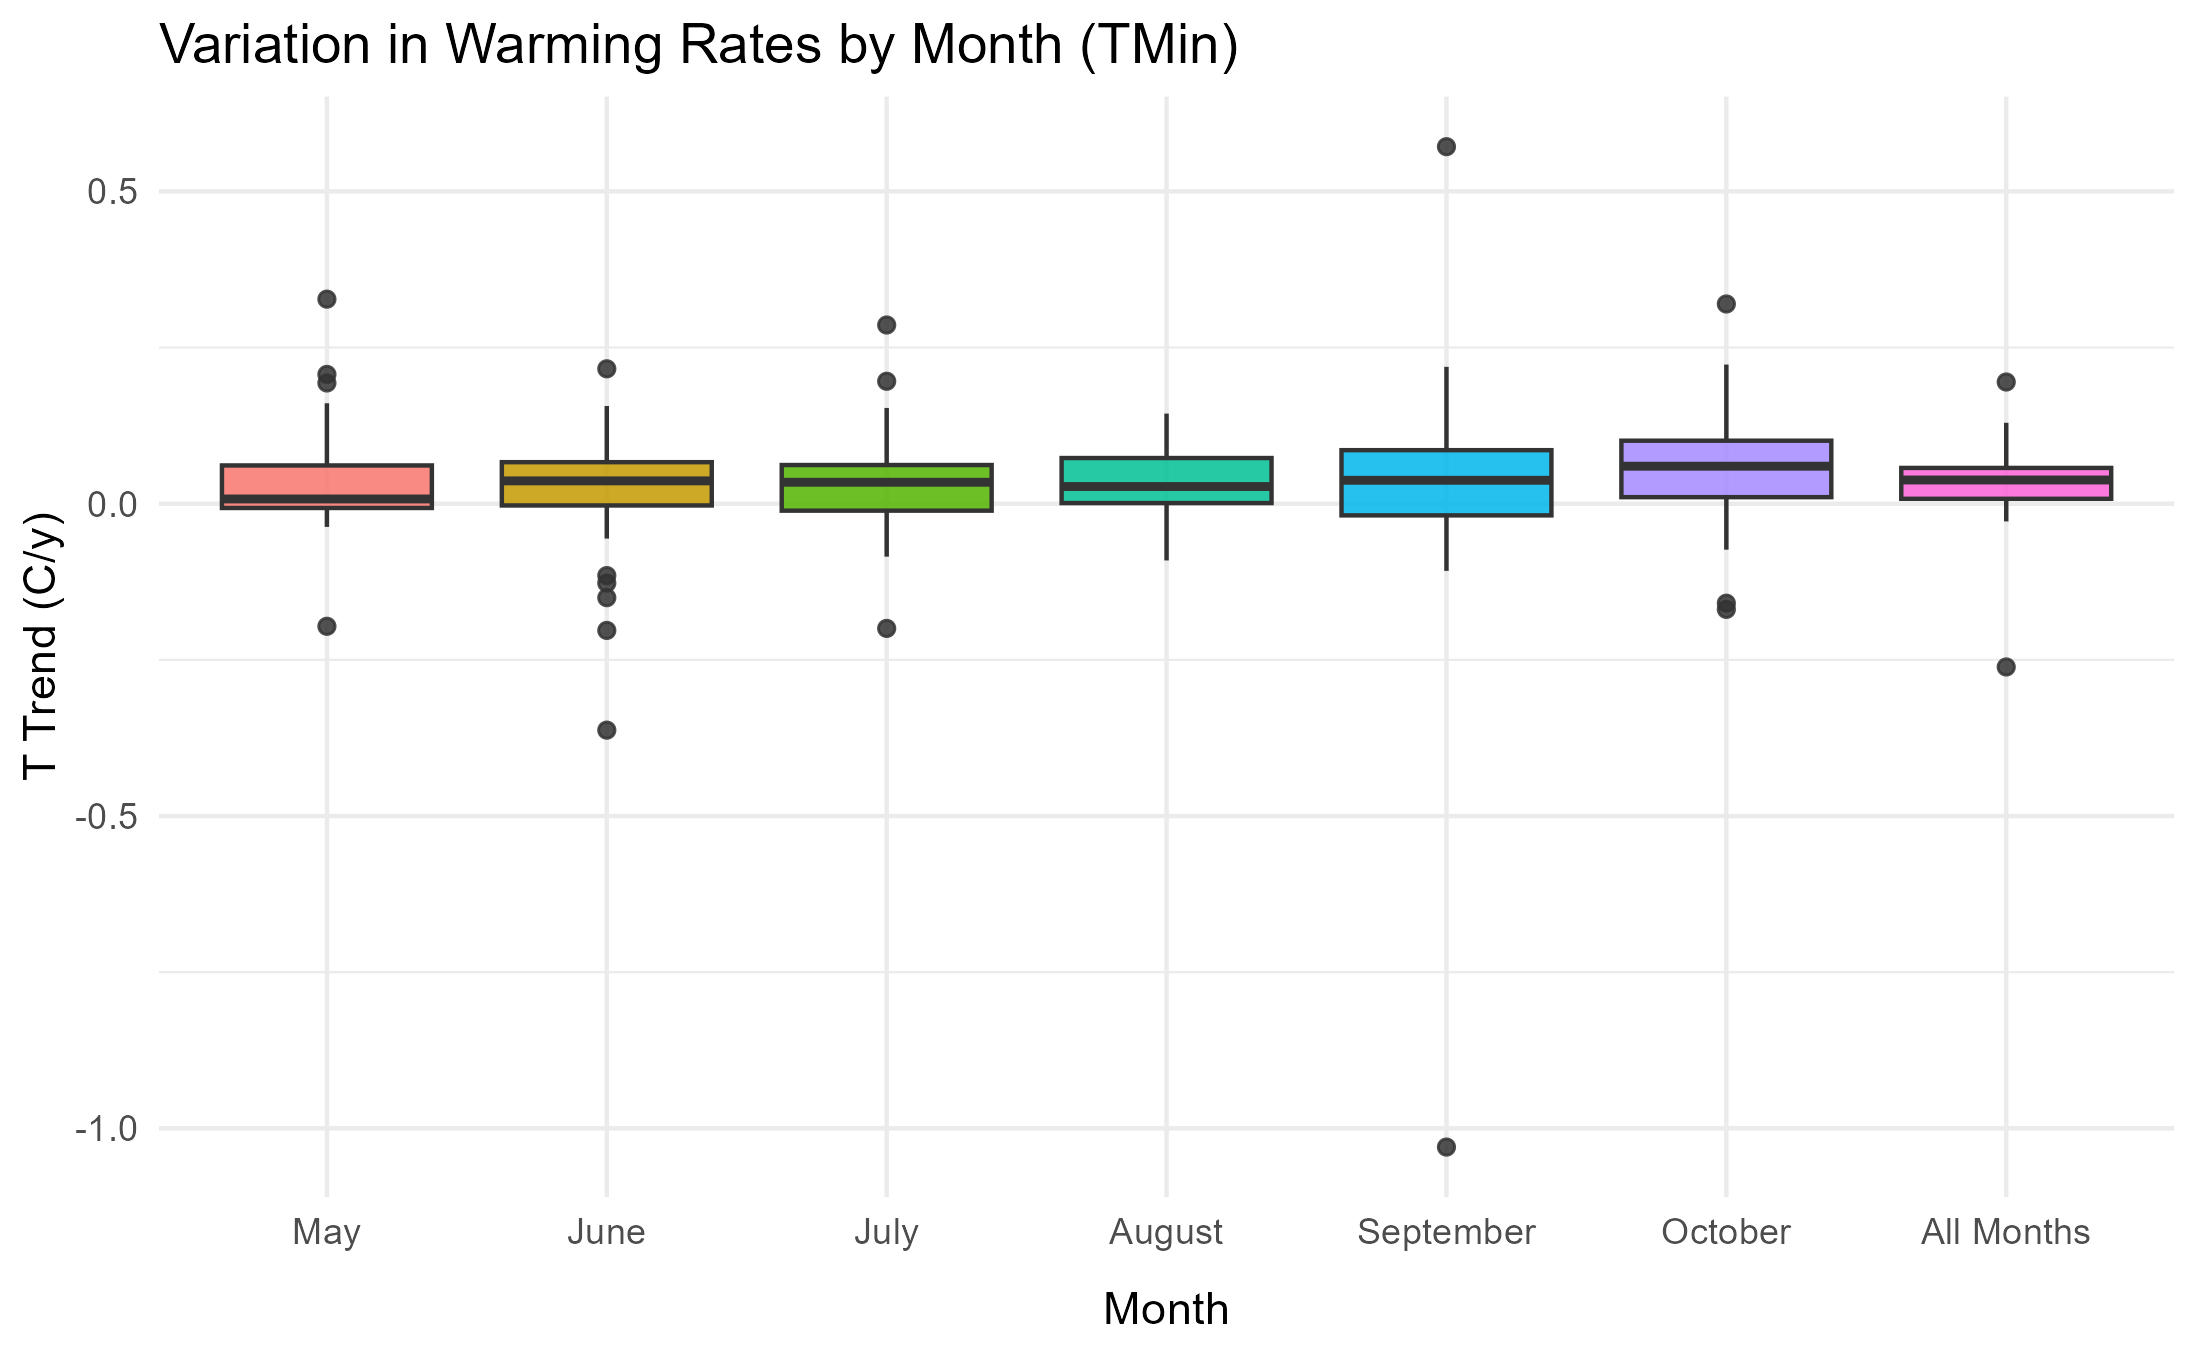 Variation in Warming Rates by Month (TMin)
T Trend (C/y)
0.5
0.0
-0.5
-1.0
May
June
July
August
September
October
All Months
Month